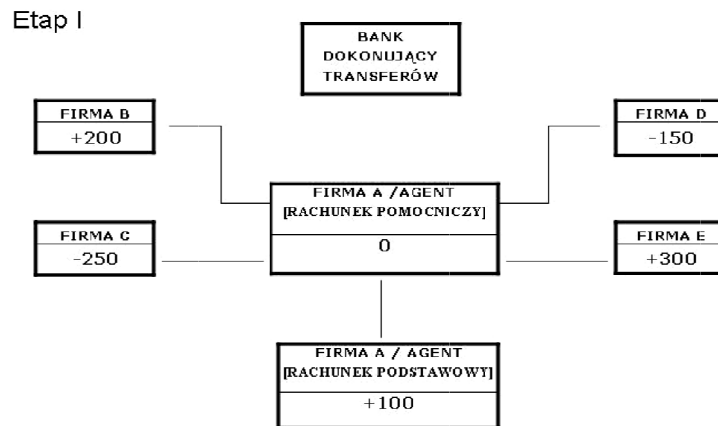 Etap I
BANK
DOKONUJĄCY
TRANSFERÓW
FIRMA B
+200
FIRMA D
-150
FIRMA A /AGENT
[RACHUNEK POMOCNICZY]
0
FIRMA C
-250
FIRMA E
+300
FIRMA A / AGENT
[RACHUNEK PODSTAWOWY]
+100